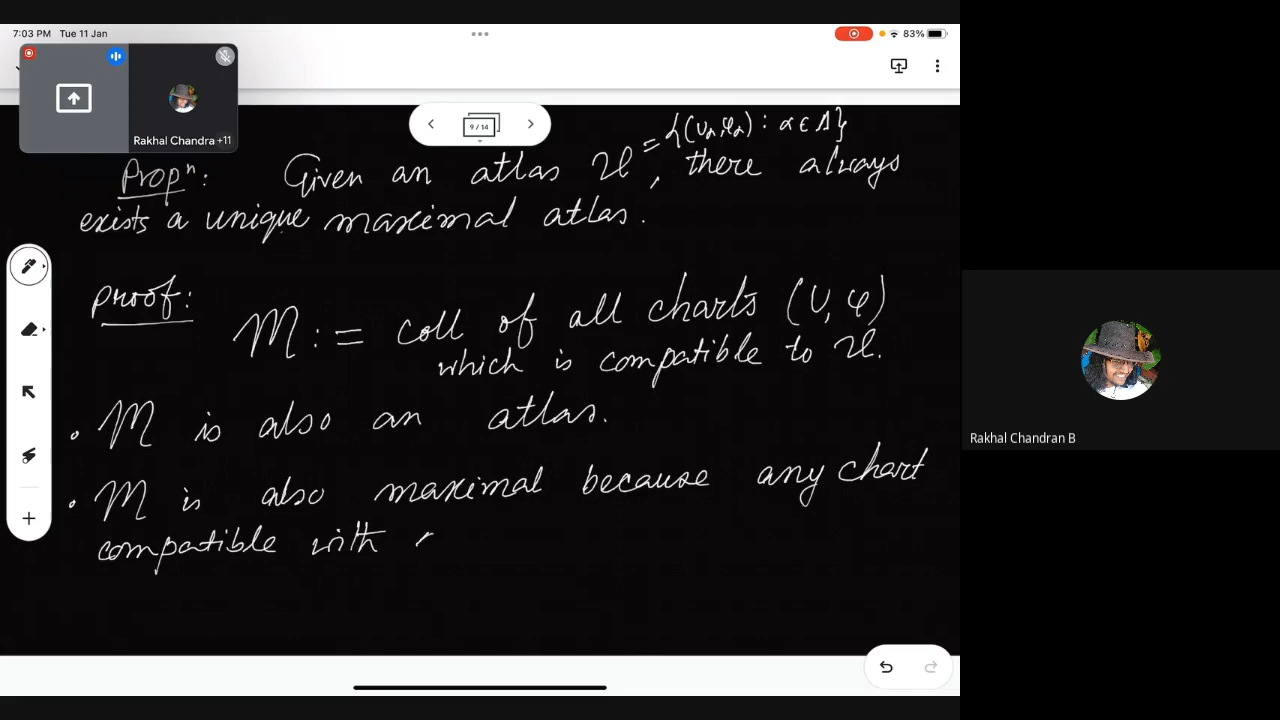 7:03 PM Tue 11 Jan
83%
Rakhal Chandra +11
9 / 14
= {(Uα, φα) : α ∈ Λ}
Propⁿ: Given an atlas 𝒰, there always
exists a unique maximal atlas.
proof:
M := coll of all charts (U, φ)
which is compatible to 𝒰.
• M is also an atlas.
• M is also maximal because any chart
compatible with
Rakhal Chandran B